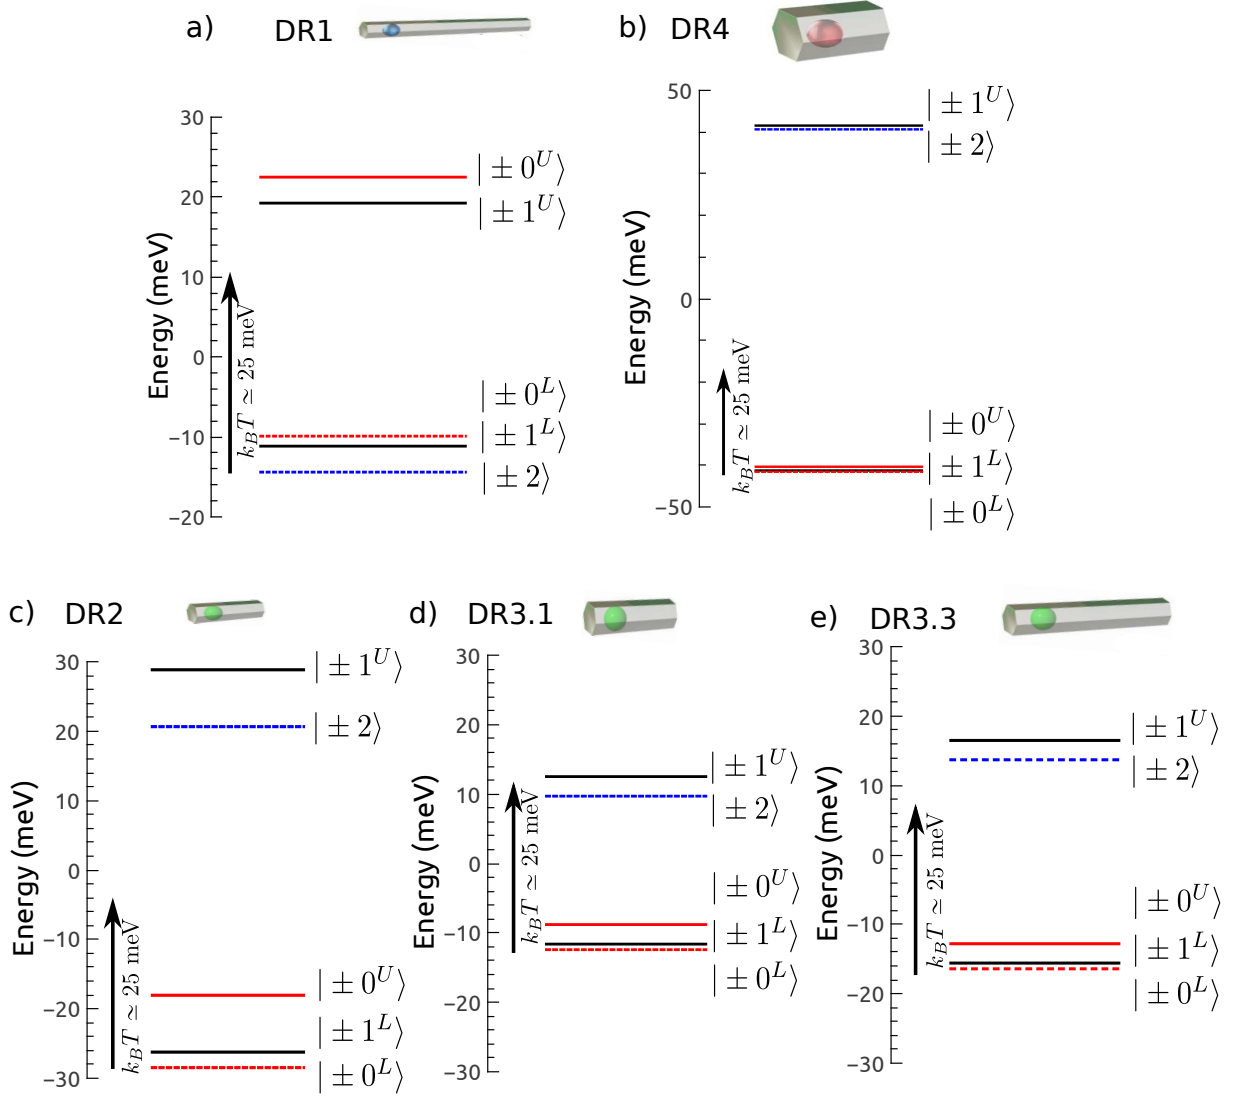 a) DR1
30
20
10
0
−10
−20
Energy (meV)
k_BT ≃ 25 meV
| ± 0^U⟩
| ± 1^U⟩
| ± 0^L⟩
| ± 1^L⟩
| ± 2⟩
b) DR4
50
0
−50
Energy (meV)
k_BT ≃ 25 meV
| ± 1^U⟩
| ± 2⟩
| ± 0^U⟩
| ± 1^L⟩
| ± 0^L⟩
c) DR2
30
20
10
0
−10
−20
−30
Energy (meV)
k_BT ≃ 25 meV
| ± 1^U⟩
| ± 2⟩
| ± 0^U⟩
| ± 1^L⟩
| ± 0^L⟩
d) DR3.1
30
20
10
0
−10
−20
−30
Energy (meV)
k_BT ≃ 25 meV
| ± 1^U⟩
| ± 2⟩
| ± 0^U⟩
| ± 1^L⟩
| ± 0^L⟩
e) DR3.3
30
20
10
0
−10
−20
−30
Energy (meV)
k_BT ≃ 25 meV
| ± 1^U⟩
| ± 2⟩
| ± 0^U⟩
| ± 1^L⟩
| ± 0^L⟩